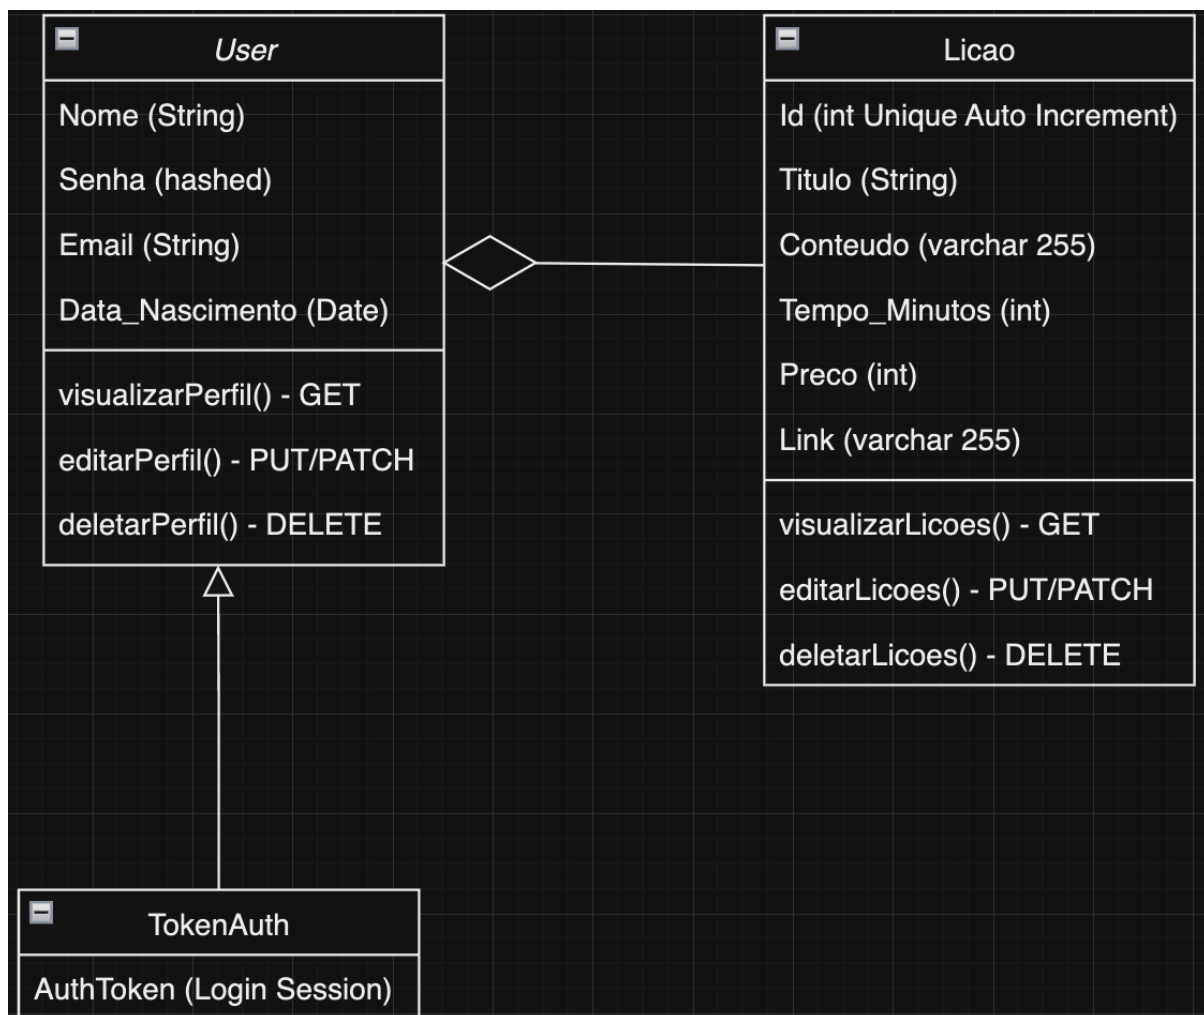 User
Nome (String)
Senha (hashed)
Email (String)
Data_Nascimento (Date)
visualizarPerfil() - GET
editarPerfil() - PUT/PATCH
deletarPerfil() - DELETE
Licao
Id (int Unique Auto Increment)
Titulo (String)
Conteudo (varchar 255)
Tempo_Minutos (int)
Preco (int)
Link (varchar 255)
visualizarLicoes() - GET
editarLicoes() - PUT/PATCH
deletarLicoes() - DELETE
TokenAuth
AuthToken (Login Session)